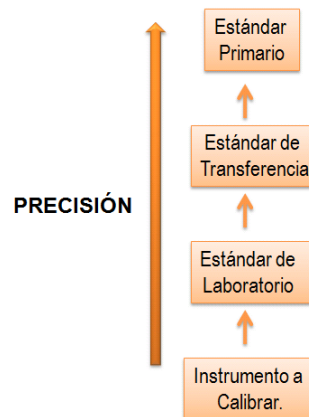 Estándar
Primario
Estándar de
Transferencia
PRECISIÓN
Estándar de
Laboratorio
Instrumento a
Calibrar.